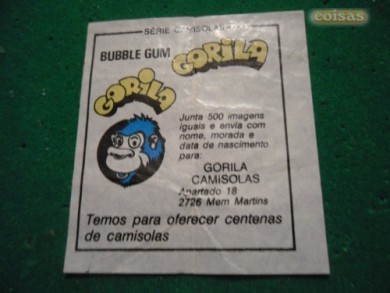 coisas
SÉRIE CAMISOLAS
BUBBLE GUM
GORILA
GORILA
Junta 500 imagens
iguais e envia com
nome, morada e
data de nascimento
para:
GORILA
CAMISOLAS
Apartado 18
2726 Mem Martins
Temos para oferecer centenas
de camisolas